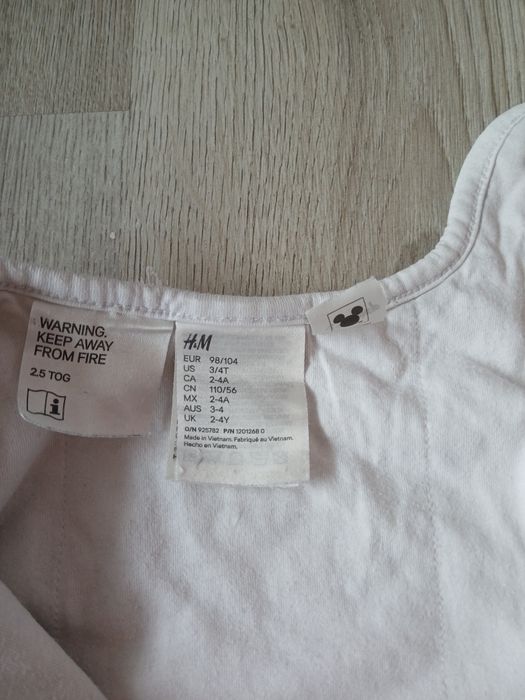 WARNING.
KEEP AWAY
FROM FIRE
2.5 TOG
H&M
EUR 98/104
US 3/4T
CA 2-4A
CN 110/56
MX 2-4A
AUS 3-4
UK 2-4Y
O/N 925782 P/N 1201268 0
Made in Vietnam. Fabriqué au Vietnam.
Hecho en Vietnam.